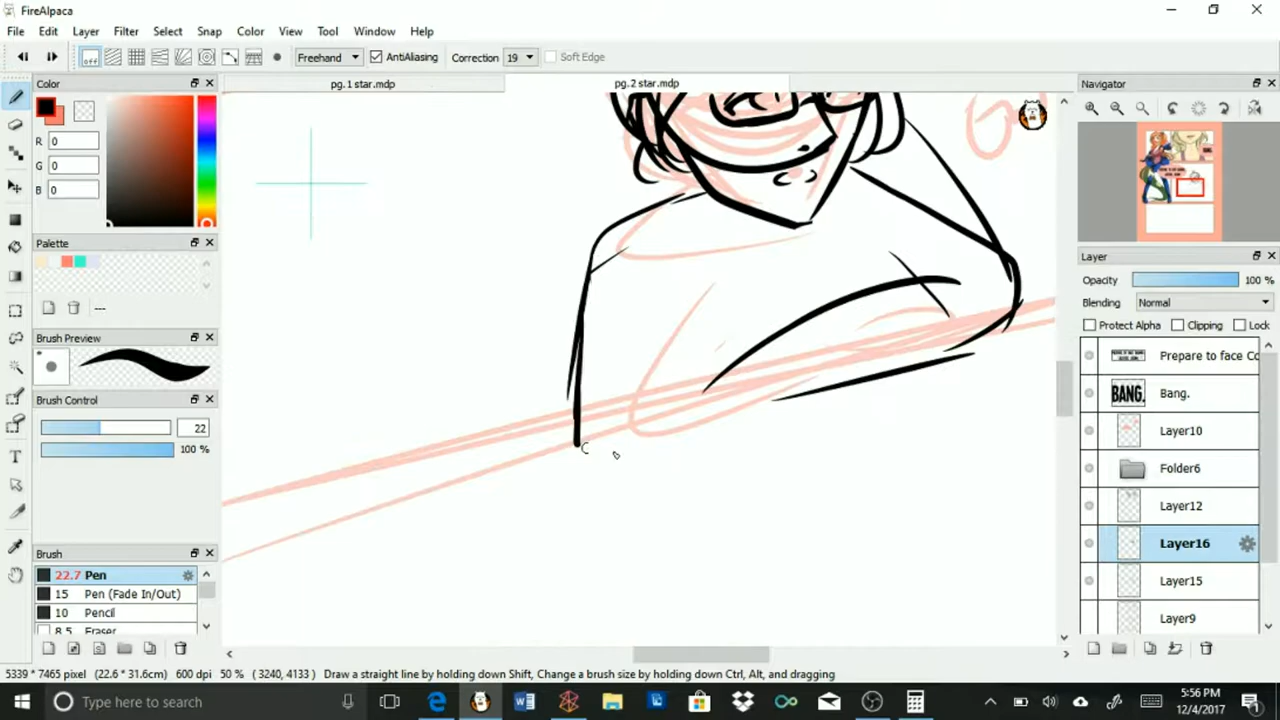 FireAlpaca
File Edit Layer Filter Select Snap Color View Tool Window Help
off Freehand AntiAliasing Correction 19 Soft Edge
Color pg.1 star.mdp pg.2 star.mdp Navigator
R 0
G 0
B 0
Palette
---
Brush Preview
Brush Control
22
100 %
Brush
22.7 Pen
15 Pen (Fade In/Out)
10 Pencil
8.5 Eraser
Layer
Opacity 100 %
Blending Normal
Protect Alpha Clipping Lock
Prepare to face Co
BANG. Bang.
Layer10
Folder6
Layer12
Layer16
Layer15
Layer9
5339 * 7465 pixel (22.6 * 31.6cm) 600 dpi 50 % ( 3240, 4133 ) Draw a straight line by holding down Shift, Change a brush size by holding down Ctrl, Alt, and dragging
Type here to search
5:56 PM
12/4/2017